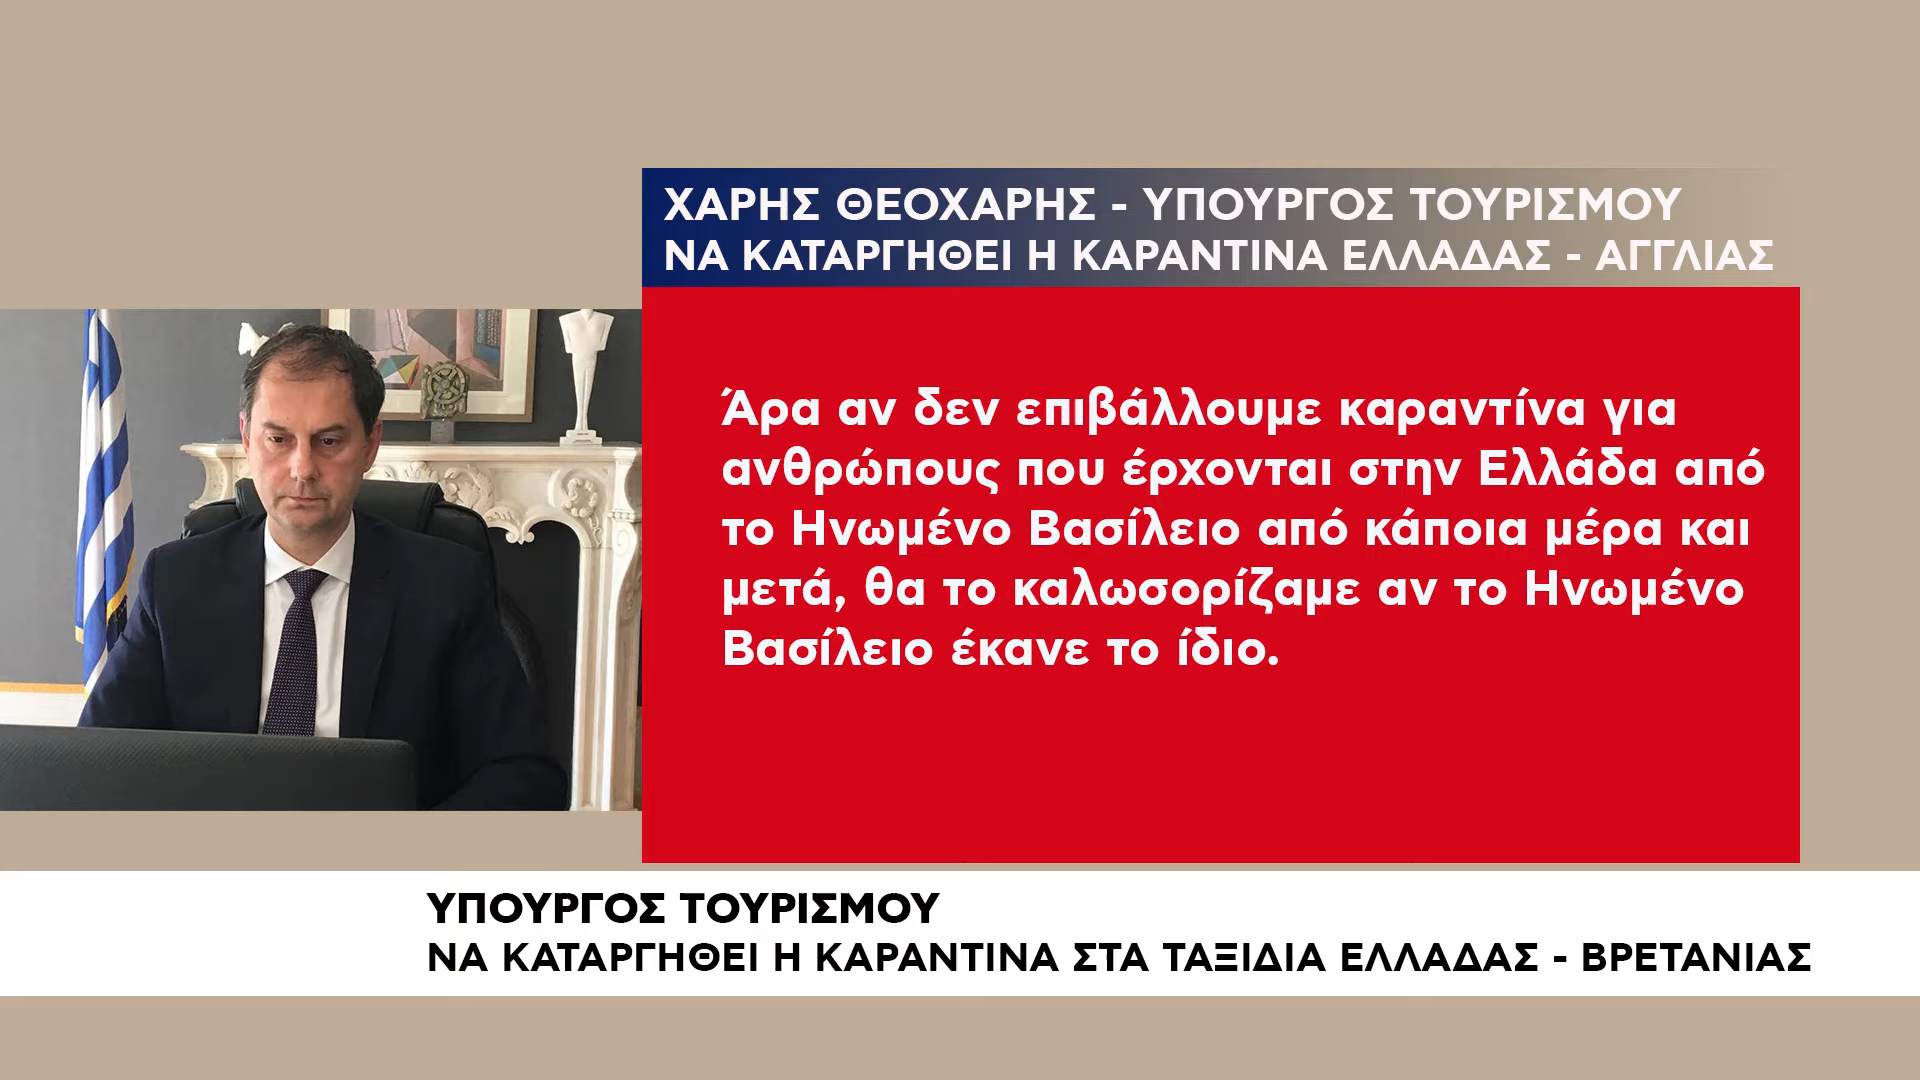 ΧΑΡΗΣ ΘΕΟΧΑΡΗΣ - ΥΠΟΥΡΓΟΣ ΤΟΥΡΙΣΜΟΥ
ΝΑ ΚΑΤΑΡΓΗΘΕΙ Η ΚΑΡΑΝΤΙΝΑ ΕΛΛΑΔΑΣ - ΑΓΓΛΙΑΣ
Άρα αν δεν επιβάλλουμε καραντίνα για
ανθρώπους που έρχονται στην Ελλάδα από
το Ηνωμένο Βασίλειο από κάποια μέρα και
μετά, θα το καλωσορίζαμε αν το Ηνωμένο
Βασίλειο έκανε το ίδιο.
ΥΠΟΥΡΓΟΣ ΤΟΥΡΙΣΜΟΥ
ΝΑ ΚΑΤΑΡΓΗΘΕΙ Η ΚΑΡΑΝΤΙΝΑ ΣΤΑ ΤΑΞΙΔΙΑ ΕΛΛΑΔΑΣ - ΒΡΕΤΑΝΙΑΣ